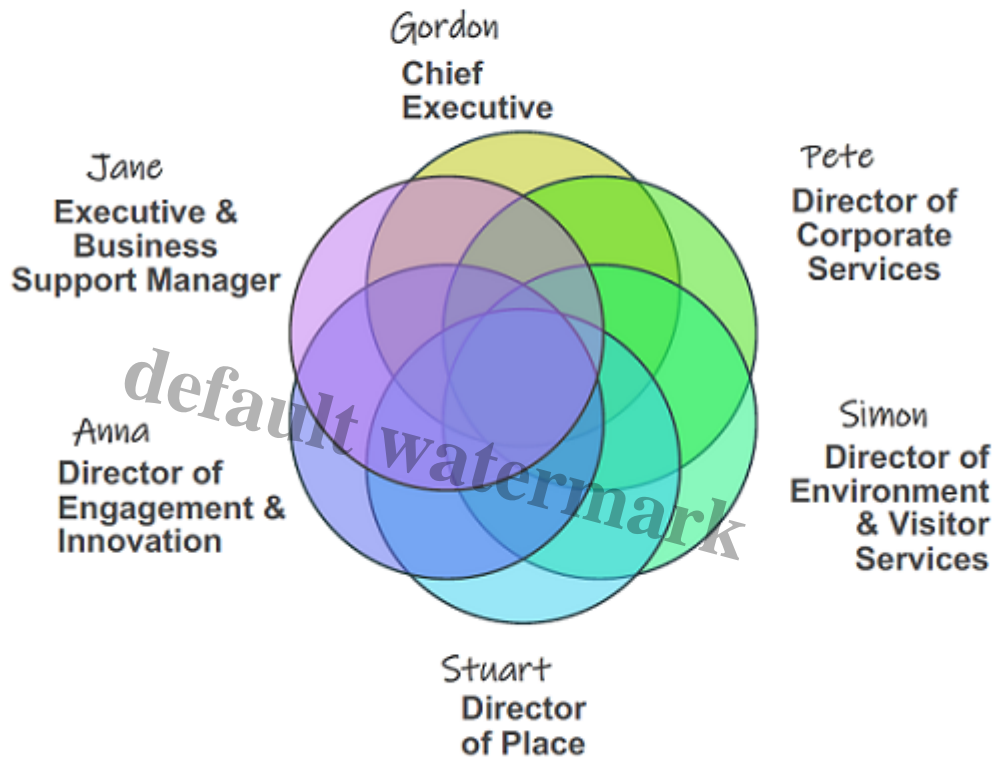 Gordon
Chief
Executive
Jane
Executive &
Business
Support Manager
Pete
Director of
Corporate
Services
Anna
Director of
Engagement &
Innovation
Simon
Director of
Environment
& Visitor
Services
Stuart
Director
of Place
default watermark